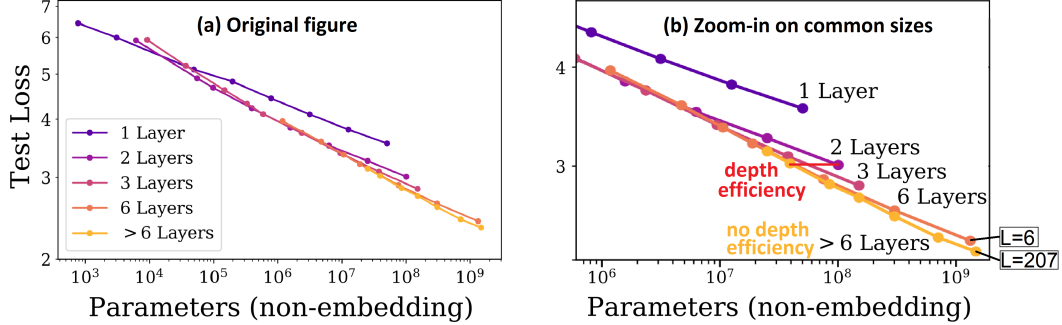 (a) Original figure
Test Loss
7
6
5
4
3
2
1 Layer
2 Layers
3 Layers
6 Layers
> 6 Layers
10³ 10⁴ 10⁵ 10⁶ 10⁷ 10⁸ 10⁹
Parameters (non-embedding)
(b) Zoom-in on common sizes
4
3
1 Layer
2 Layers
3 Layers
6 Layers
> 6 Layers
depth
efficiency
no depth
efficiency
L=6
L=207
10⁶ 10⁷ 10⁸ 10⁹
Parameters (non-embedding)